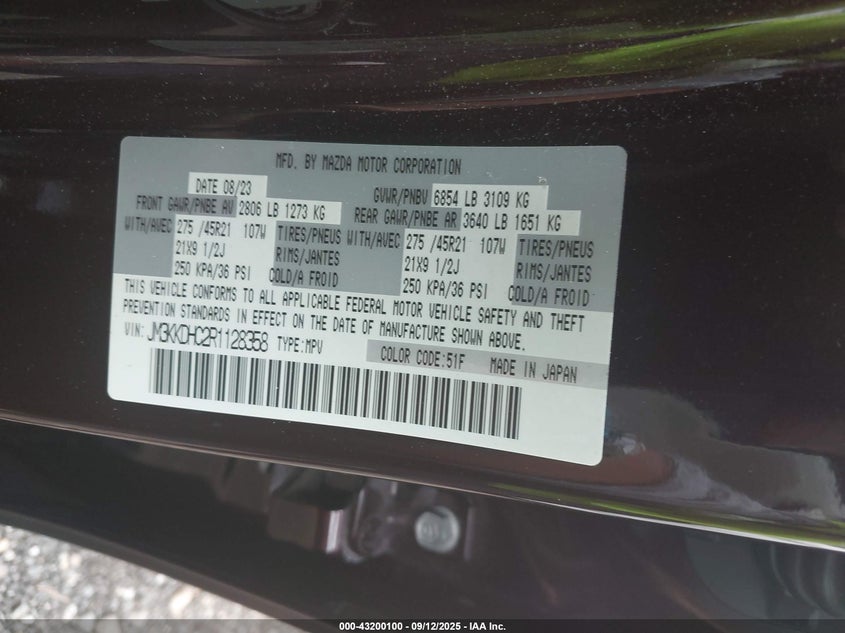 MFD. BY MAZDA MOTOR CORPORATION
DATE 08/23 GVWR/PNBV 6854 LB 3109 KG
FRONT GAWR/PNBE AV 2806 LB 1273 KG REAR GAWR/PNBE AR 3640 LB 1651 KG
WITH/AVEC 275 /45R21 107W TIRES/PNEUS WITH/AVEC 275 /45R21 107W TIRES/PNEUS
21X9 1/2J RIMS/JANTES 21X9 1/2J RIMS/JANTES
250 KPA/36 PSI COLD/A FROID 250 KPA/36 PSI COLD/A FROID
THIS VEHICLE CONFORMS TO ALL APPLICABLE FEDERAL MOTOR VEHICLE SAFETY AND THEFT
PREVENTION STANDARDS IN EFFECT ON THE DATE OF MANUFACTURE SHOWN ABOVE.
VIN: JM3KKDHC2R1128358 TYPE:MPV COLOR CODE:51F MADE IN JAPAN
000-43200100 - 09/12/2025 - IAA Inc.